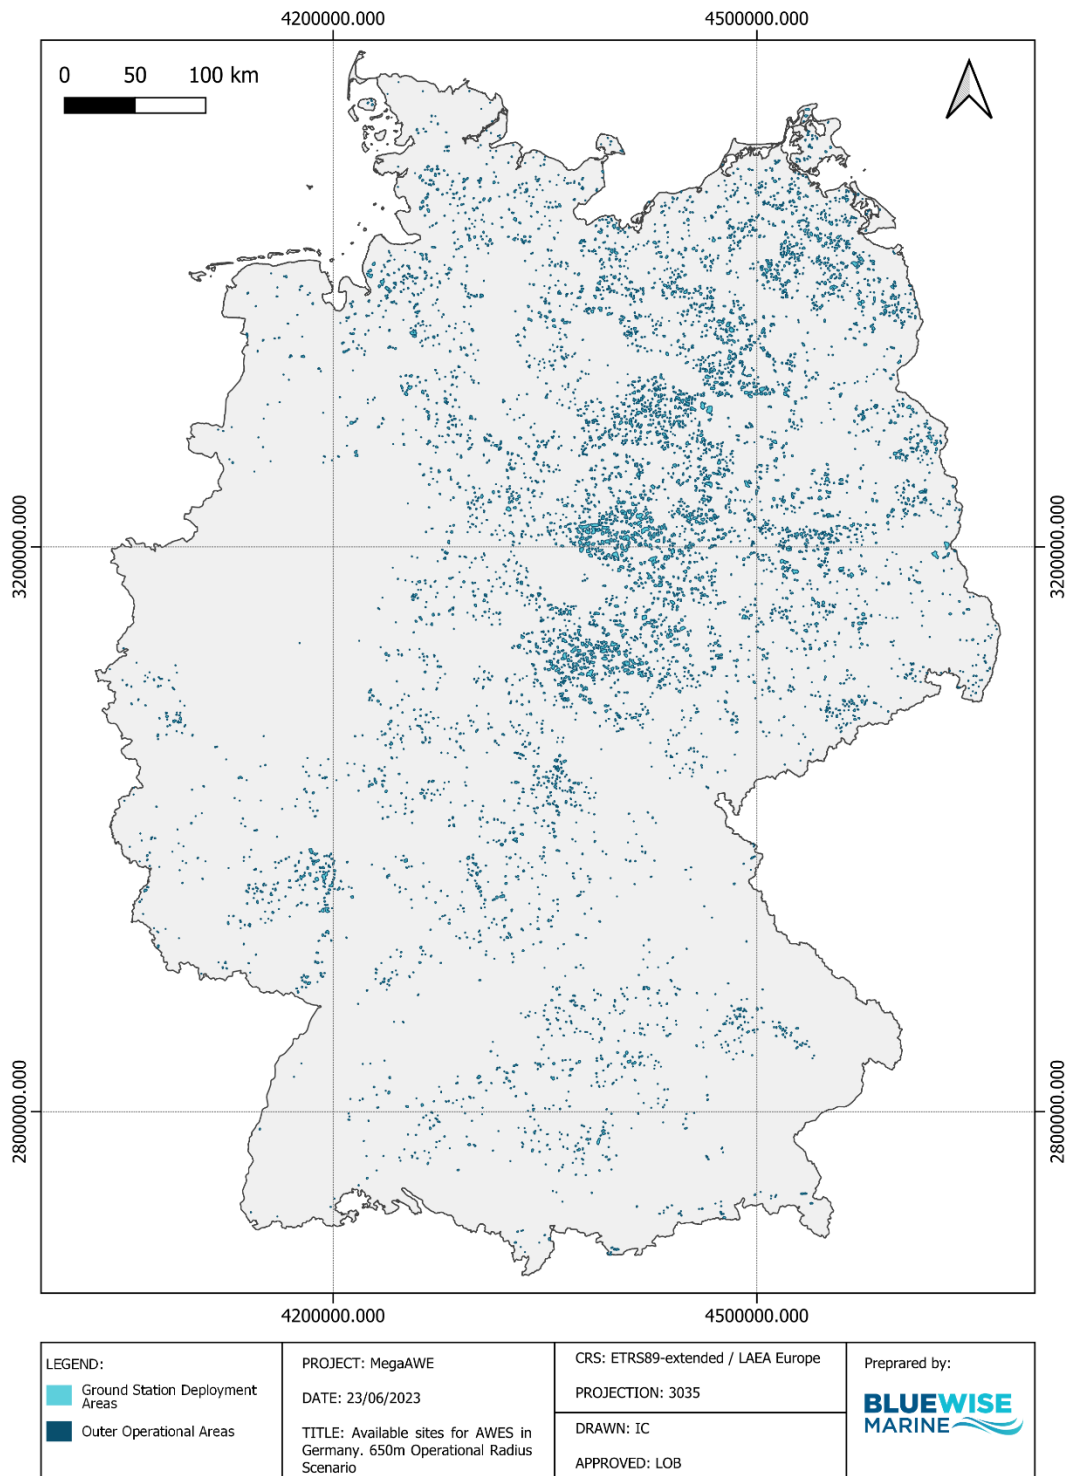 4200000.000
4500000.000
0 50 100 km
3200000.000
3200000.000
2800000.000
2800000.000
4200000.000
4500000.000
LEGEND:
Ground Station Deployment
Areas
Outer Operational Areas
PROJECT: MegaAWE
DATE: 23/06/2023
TITLE: Available sites for AWES in
Germany. 650m Operational Radius
Scenario
CRS: ETRS89-extended / LAEA Europe
PROJECTION: 3035
DRAWN: IC
APPROVED: LOB
Preprared by:
BLUEWISE
MARINE